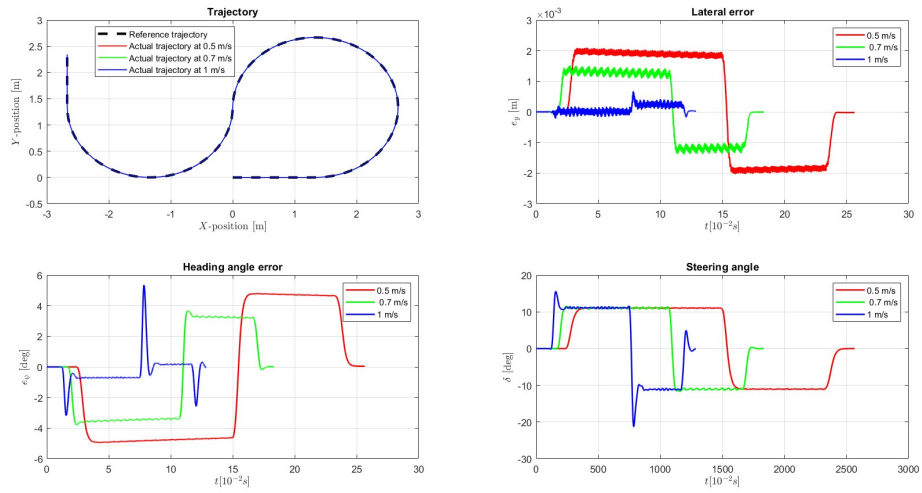 Trajectory
3
2.5
2
1.5
1
0.5
0
-0.5
-3
-2
-1
0
1
2
3
Y-position [m]
X-position [m]
Reference trajectory
Actual trajectory at 0.5 m/s
Actual trajectory at 0.7 m/s
Actual trajectory at 1 m/s
Lateral error
×10⁻³
3
2
1
0
-1
-2
-3
0
5
10
15
20
25
30
e_y [m]
t[10⁻²s]
0.5 m/s
0.7 m/s
1 m/s
Heading angle error
6
4
2
0
-2
-4
-6
0
5
10
15
20
25
30
e_ψ [deg]
t[10⁻²s]
0.5 m/s
0.7 m/s
1 m/s
Steering angle
20
10
0
-10
-20
-30
0
500
1000
1500
2000
2500
3000
δ [deg]
t[10⁻²s]
0.5 m/s
0.7 m/s
1 m/s